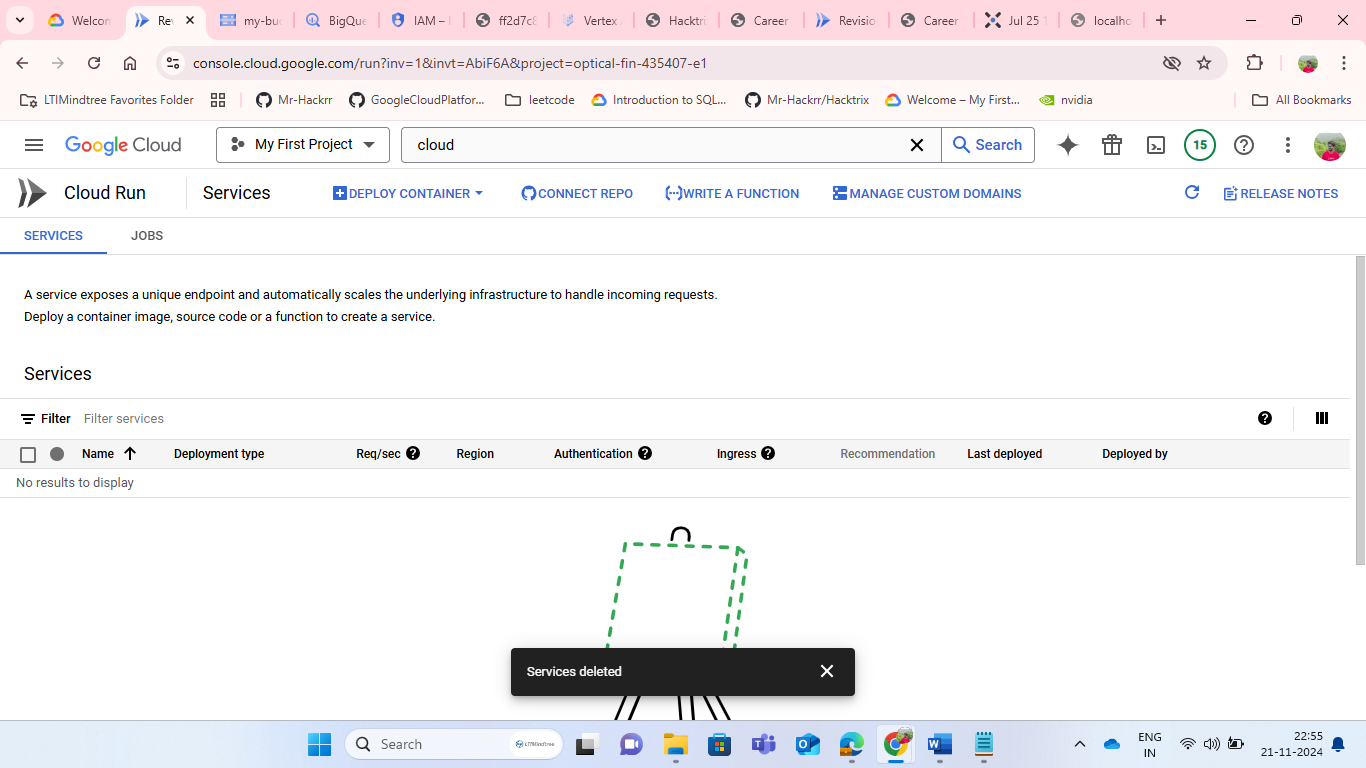 Welcon
Re
my-buc
BigQue
IAM – I
ff2d7c8
Vertex A
Hacktri
Career
Revisio
Career
Jul 25 1
localho
console.cloud.google.com/run?inv=1&invt=AbiF6A&project=optical-fin-435407-e1
LTIMindtree Favorites Folder
Mr-Hackrr
GoogleCloudPlatfor...
leetcode
Introduction to SQL...
Mr-Hackrr/Hacktrix
Welcome – My First...
nvidia
All Bookmarks
Google Cloud
My First Project
cloud
Search
15
Cloud Run
Services
DEPLOY CONTAINER
CONNECT REPO
WRITE A FUNCTION
MANAGE CUSTOM DOMAINS
RELEASE NOTES
SERVICES
JOBS
A service exposes a unique endpoint and automatically scales the underlying infrastructure to handle incoming requests.
Deploy a container image, source code or a function to create a service.
Services
Filter
Filter services
Name
Deployment type
Req/sec
Region
Authentication
Ingress
Recommendation
Last deployed
Deployed by
No results to display
Services deleted
Search
LTIMindtree
ENG
IN
22:55
21-11-2024